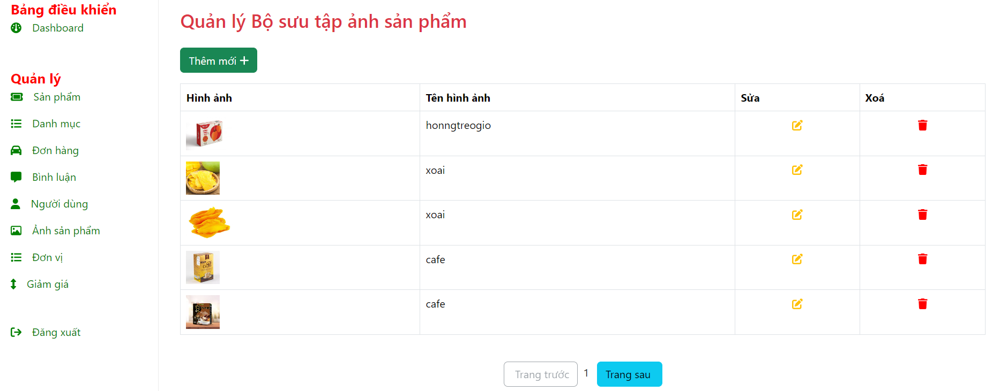 Bảng điều khiển
Dashboard
Quản lý
Sản phẩm
Danh mục
Đơn hàng
Bình luận
Người dùng
Ảnh sản phẩm
Đơn vị
Giảm giá
Đăng xuất
Quản lý Bộ sưu tập ảnh sản phẩm
Thêm mới
Hình ảnh Tên hình ảnh Sửa Xoá
honngtreogio
xoai
xoai
cafe
cafe
Trang trước 1 Trang sau